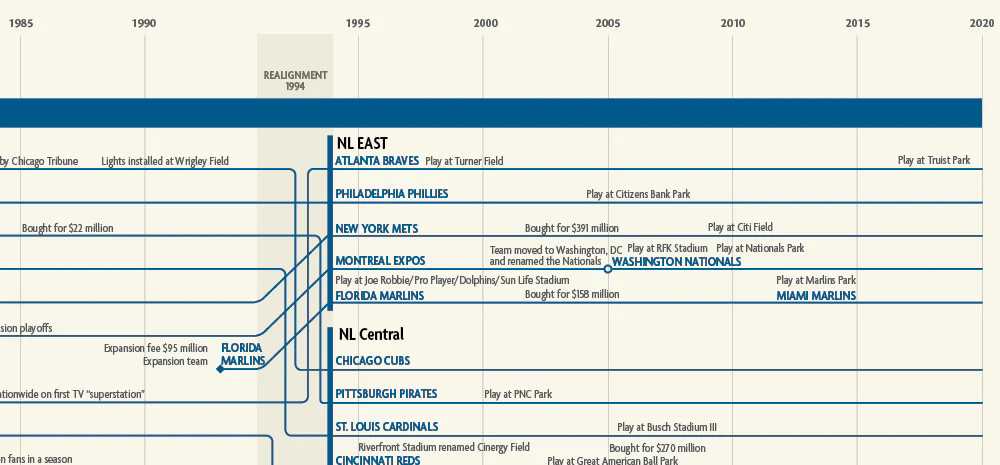 1985 1990 1995 2000 2005 2010 2015 2020
REALIGNMENT
1994
NL EAST
by Chicago Tribune Lights installed at Wrigley Field ATLANTA BRAVES Play at Turner Field Play at Truist Park
PHILADELPHIA PHILLIES Play at Citizens Bank Park
Bought for $22 million NEW YORK METS Bought for $391 million Play at Citi Field
Team moved to Washington, DC Play at RFK Stadium Play at Nationals Park
MONTREAL EXPOS and renamed the Nationals WASHINGTON NATIONALS
Play at Joe Robbie/Pro Player/Dolphins/Sun Life Stadium Play at Marlins Park
FLORIDA MARLINS Bought for $158 million MIAMI MARLINS
sion playoffs NL Central
Expansion fee $95 million FLORIDA
Expansion team MARLINS CHICAGO CUBS
ationwide on first TV “superstation” PITTSBURGH PIRATES Play at PNC Park
ST. LOUIS CARDINALS Play at Busch Stadium III
Riverfront Stadium renamed Cinergy Field Bought for $270 million
n fans in a season CINCINNATI REDS Play at Great American Ball Park